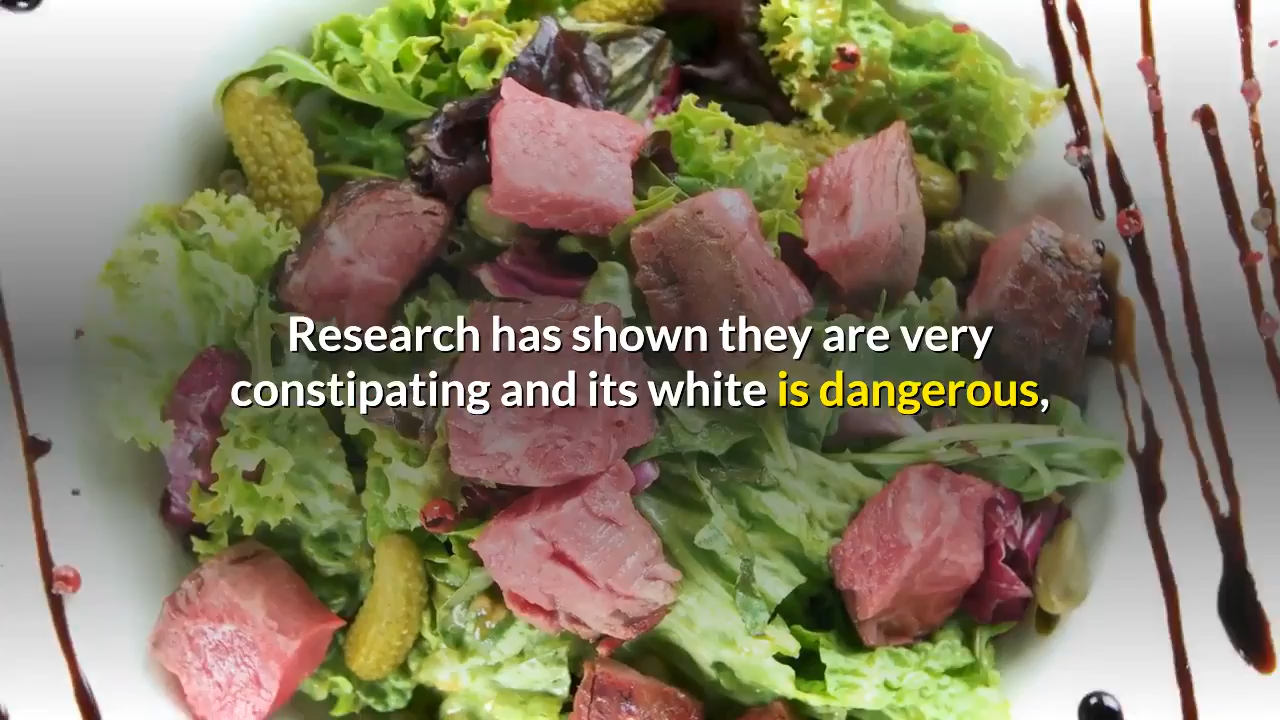 Research has shown they are very
constipating and its white is dangerous,